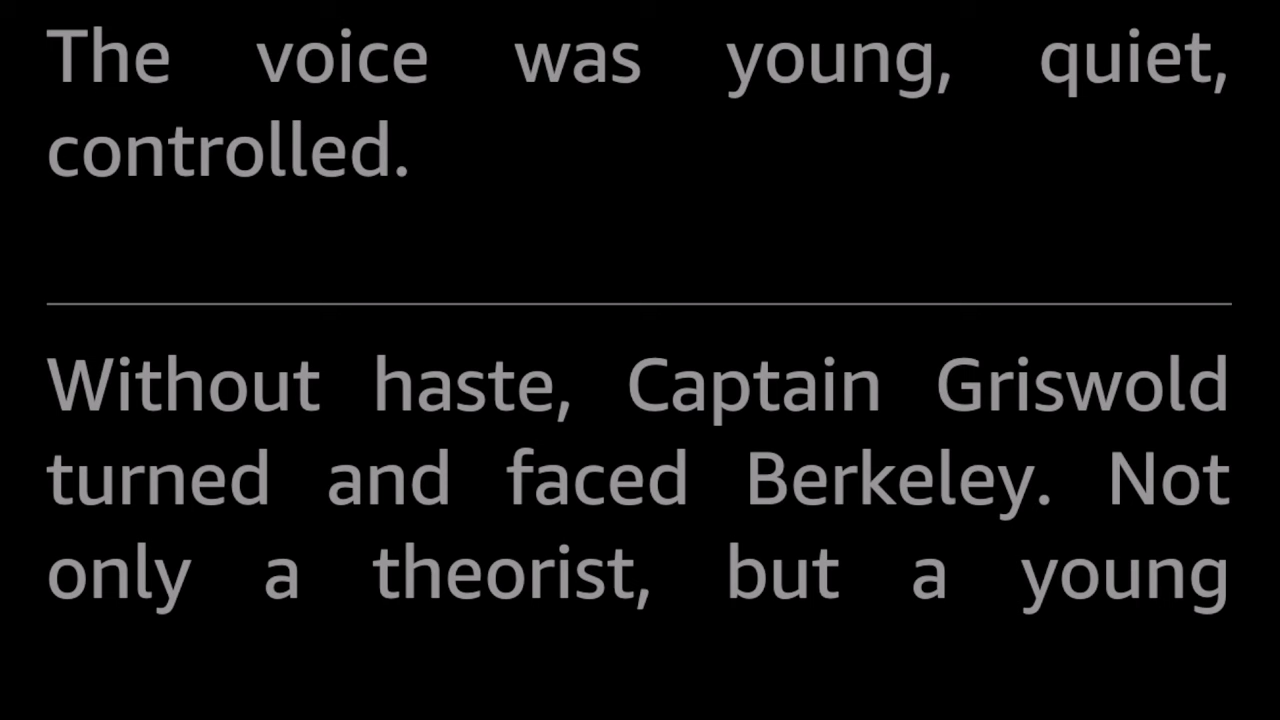 The voice was young, quiet,
controlled.
Without haste, Captain Griswold
turned and faced Berkeley. Not
only a theorist, but a young